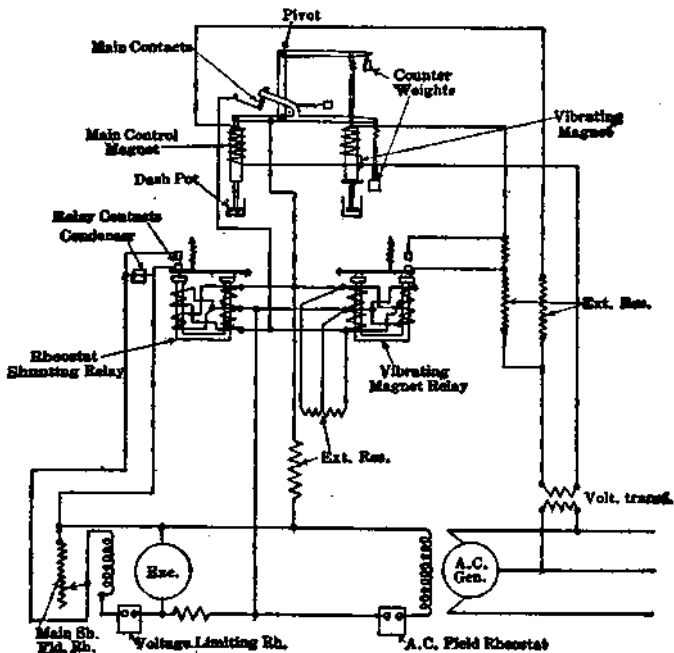 Pivot
Main Contacts
Counter
Weights
Vibrating
Magnet
Main Control
Magnet
Dash Pot
Relay Contacts
Condenser
Ext. Res.
Rheostat
Shunting Relay
Vibrating
Magnet Relay
Ext. Res.
Volt. transf.
Exc.
A.C.
Gen.
Main Sh.
Fld. Rh.
Voltage Limiting Rh.
A.C. Field Rheostat